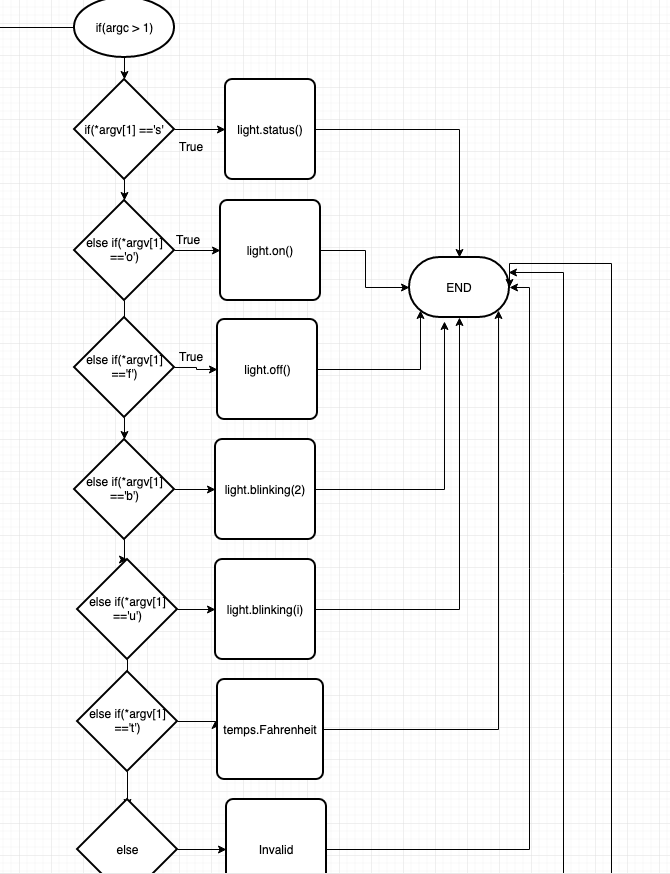 if(argc > 1)
if(*argv[1] =='s'
True
light.status()
else if(*argv[1]
=='o')
True
light.on()
END
else if(*argv[1]
=='f')
True
light.off()
else if(*argv[1]
=='b')
light.blinking(2)
else if(*argv[1]
=='u')
light.blinking(i)
else if(*argv[1]
=='t')
temps.Fahrenheit
else
Invalid